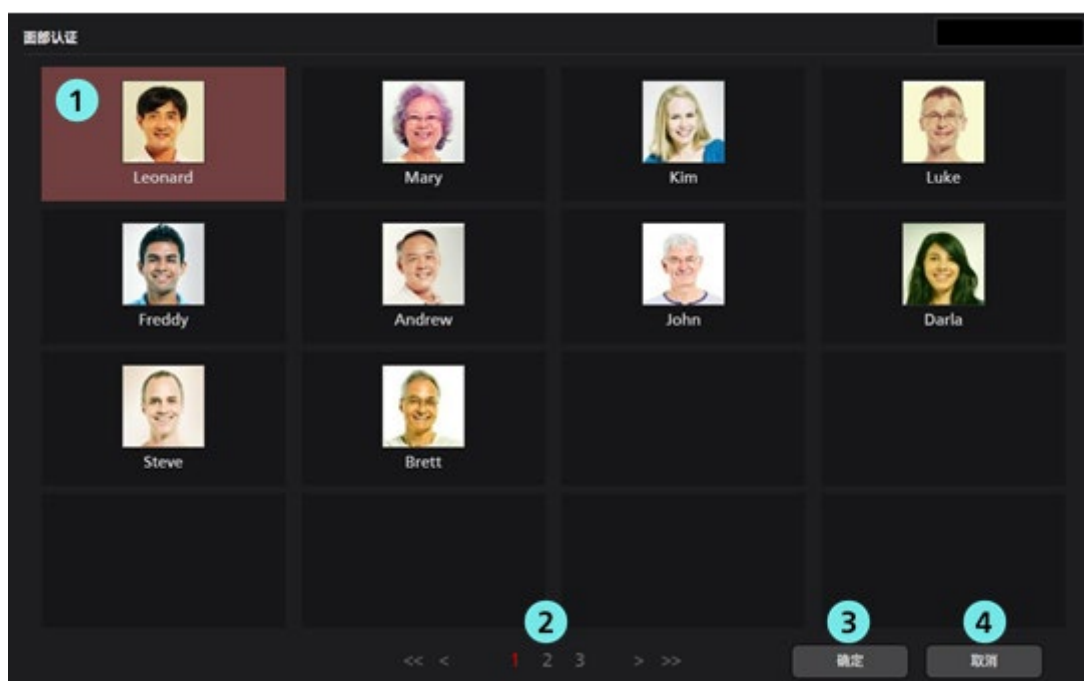 面部认证
1
Leonard Mary Kim Luke
Freddy Andrew John Darla
Steve Brett
2 3 4
<< < 1 2 3 > >> 确定 取消